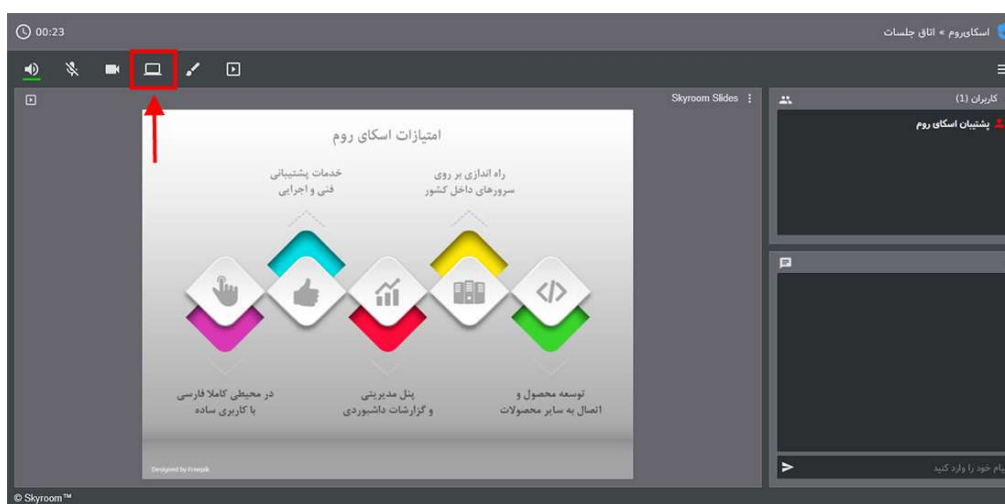 00:23
اسکای‌روم » اتاق جلسات
Skyroom Slides
کاربران (1)
پشتیبان اسکای روم
امتیازات اسکای روم
راه اندازی بر روی
سرورهای داخل کشور
خدمات پشتیبانی
فنی و اجرایی
توسعه محصول و
اتصال به سایر محصولات
پنل مدیریتی
و گزارشات داشبوردی
در محیطی کاملا فارسی
با کاربری ساده
Designed by Freepik
خود را وارد کنید
© Skyroom™